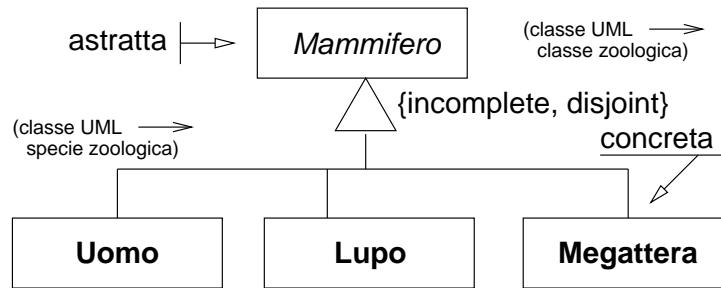 astratta
Mammifero
(classe UML
classe zoologica)
{incomplete, disjoint}
(classe UML
specie zoologica)
concreta
Uomo
Lupo
Megattera